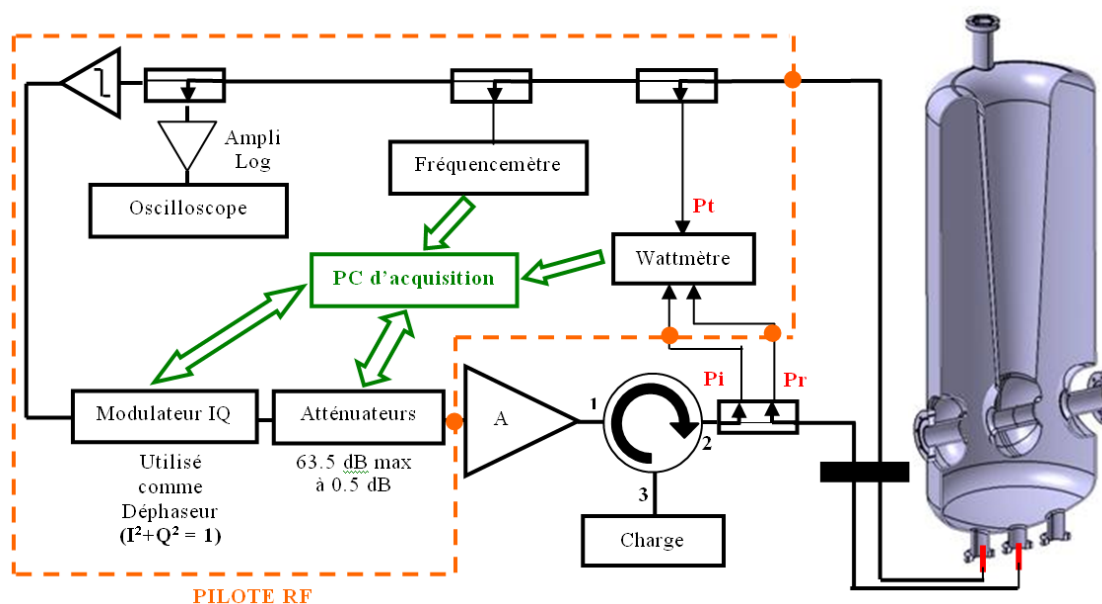 Ampli
Log
Fréquencemètre
Oscilloscope
Pt
Wattmètre
PC d'acquisition
Pi
Pr
Modulateur IQ
Atténuateurs
A
1
2
3
Utilisé
comme
Déphaseur
(I²+Q² = 1)
63.5 dB max
à 0.5 dB
Charge
PILOTE RF